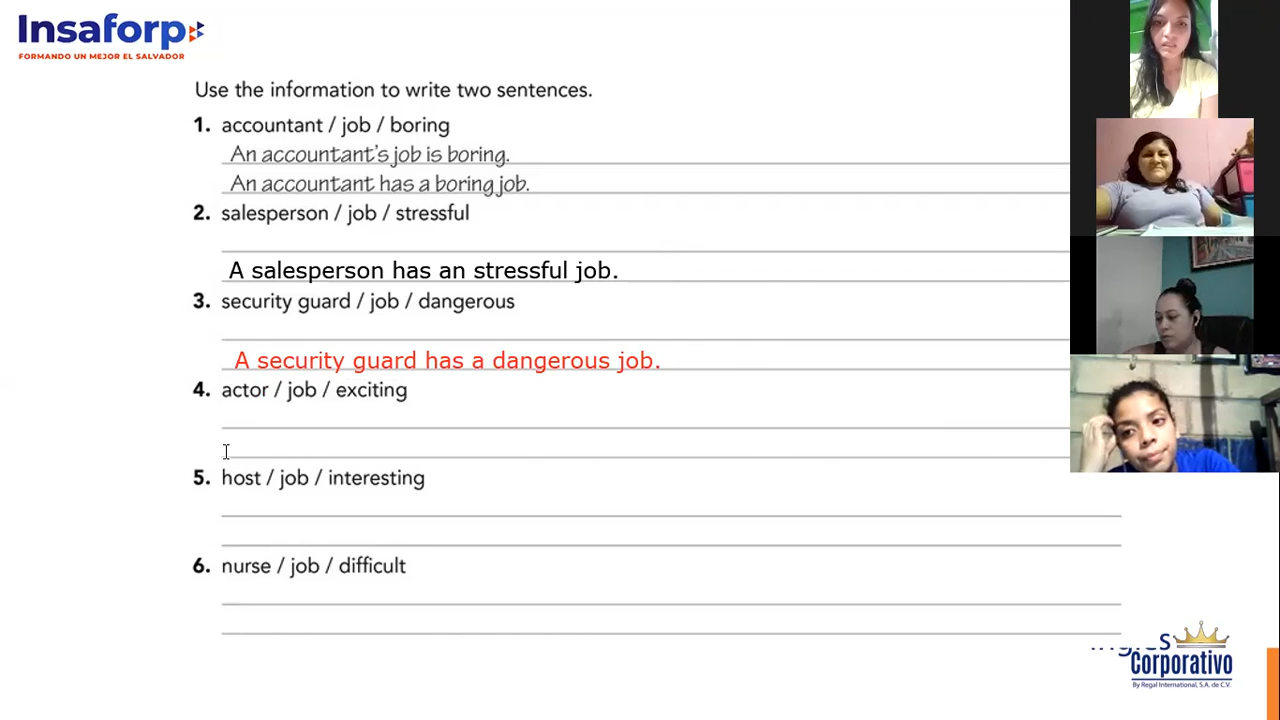 Insaforp
FORMANDO UN MEJOR EL SALVADOR
Use the information to write two sentences.
1. accountant / job / boring
An accountant's job is boring.
An accountant has a boring job.
2. salesperson / job / stressful
A salesperson has an stressful job.
3. security guard / job / dangerous
A security guard has a dangerous job.
4. actor / job / exciting
5. host / job / interesting
6. nurse / job / difficult
Corporativo
By Regal International, S.A. de C.V.